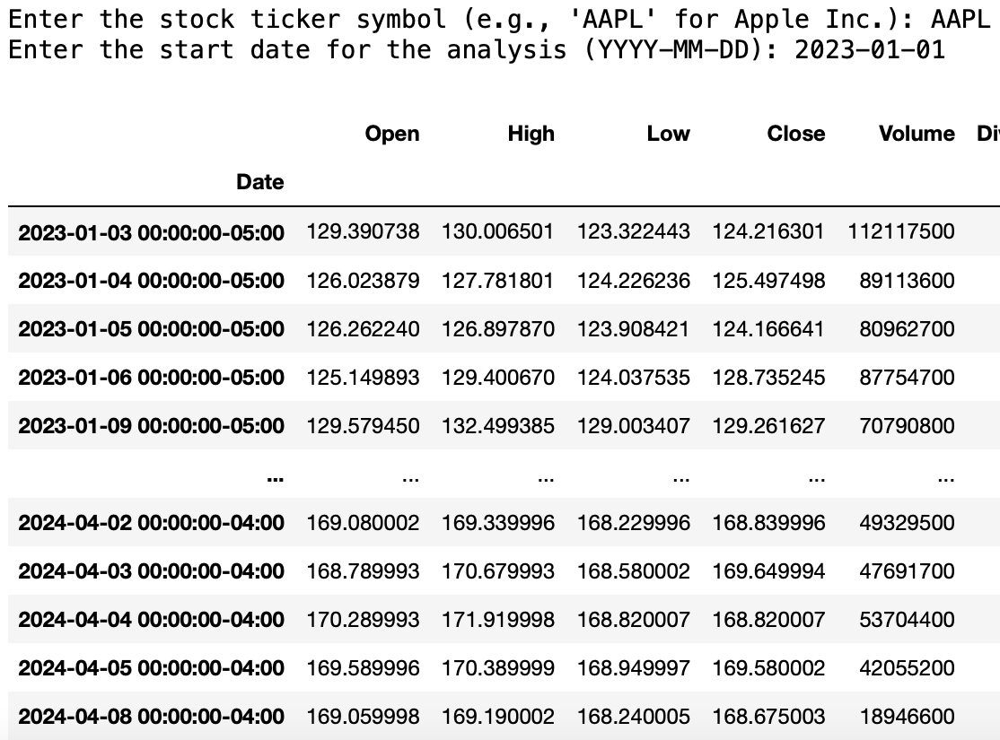 Enter the stock ticker symbol (e.g., 'AAPL' for Apple Inc.): AAPL
Enter the start date for the analysis (YYYY-MM-DD): 2023-01-01
Open High Low Close Volume
Date
2023-01-03 00:00:00-05:00 129.390738 130.006501 123.322443 124.216301 112117500
2023-01-04 00:00:00-05:00 126.023879 127.781801 124.226236 125.497498 89113600
2023-01-05 00:00:00-05:00 126.262240 126.897870 123.908421 124.166641 80962700
2023-01-06 00:00:00-05:00 125.149893 129.400670 124.037535 128.735245 87754700
2023-01-09 00:00:00-05:00 129.579450 132.499385 129.003407 129.261627 70790800
... ... ... ... ... ...
2024-04-02 00:00:00-04:00 169.080002 169.339996 168.229996 168.839996 49329500
2024-04-03 00:00:00-04:00 168.789993 170.679993 168.580002 169.649994 47691700
2024-04-04 00:00:00-04:00 170.289993 171.919998 168.820007 168.820007 53704400
2024-04-05 00:00:00-04:00 169.589996 170.389999 168.949997 169.580002 42055200
2024-04-08 00:00:00-04:00 169.059998 169.190002 168.240005 168.675003 18946600